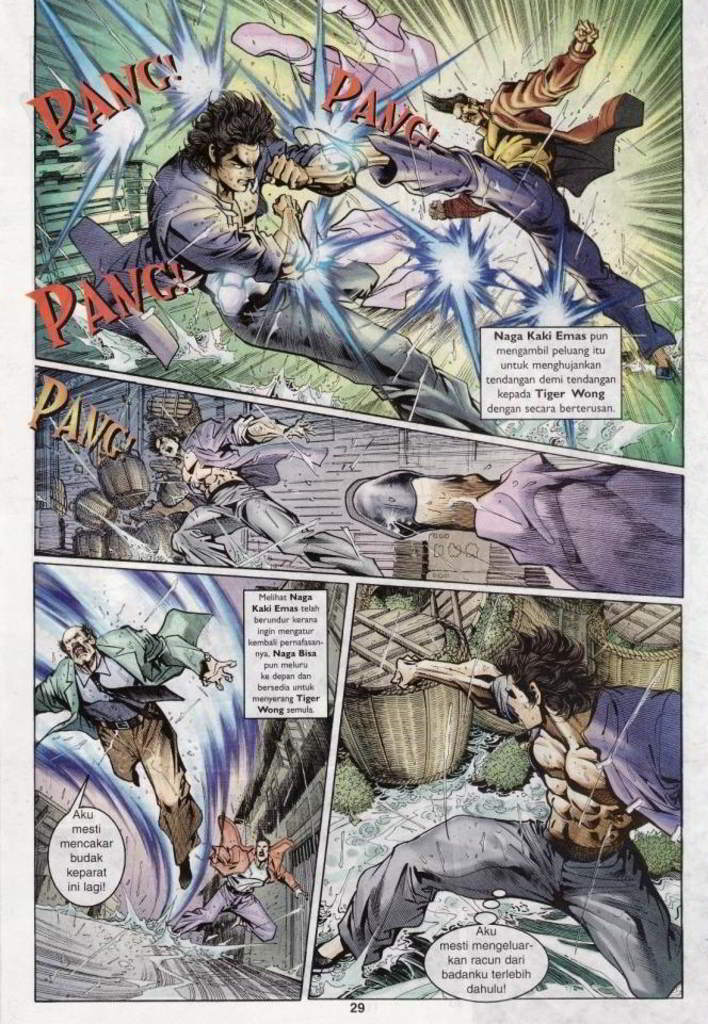 PANG!
PANG!
PANG!
Naga Kaki Emas pun
mengambil peluang itu
untuk menghujankan
tendangan demi tendangan
kepada Tiger Wong
dengan secara berterusan.
PANG!
Melihat Naga
Kaki Emas telah
berundur kerana
ingin mengatur
kembali pernafasan-
nya, Naga Bisa
pun meluru
ke depan dan
bersedia untuk
menyerang Tiger
Wong semula.
Aku
mesti
mencakar
budak
keparat
ini lagi!
Aku
mesti mengeluar-
kan racun dari
badanku terlebih
dahulu!
29